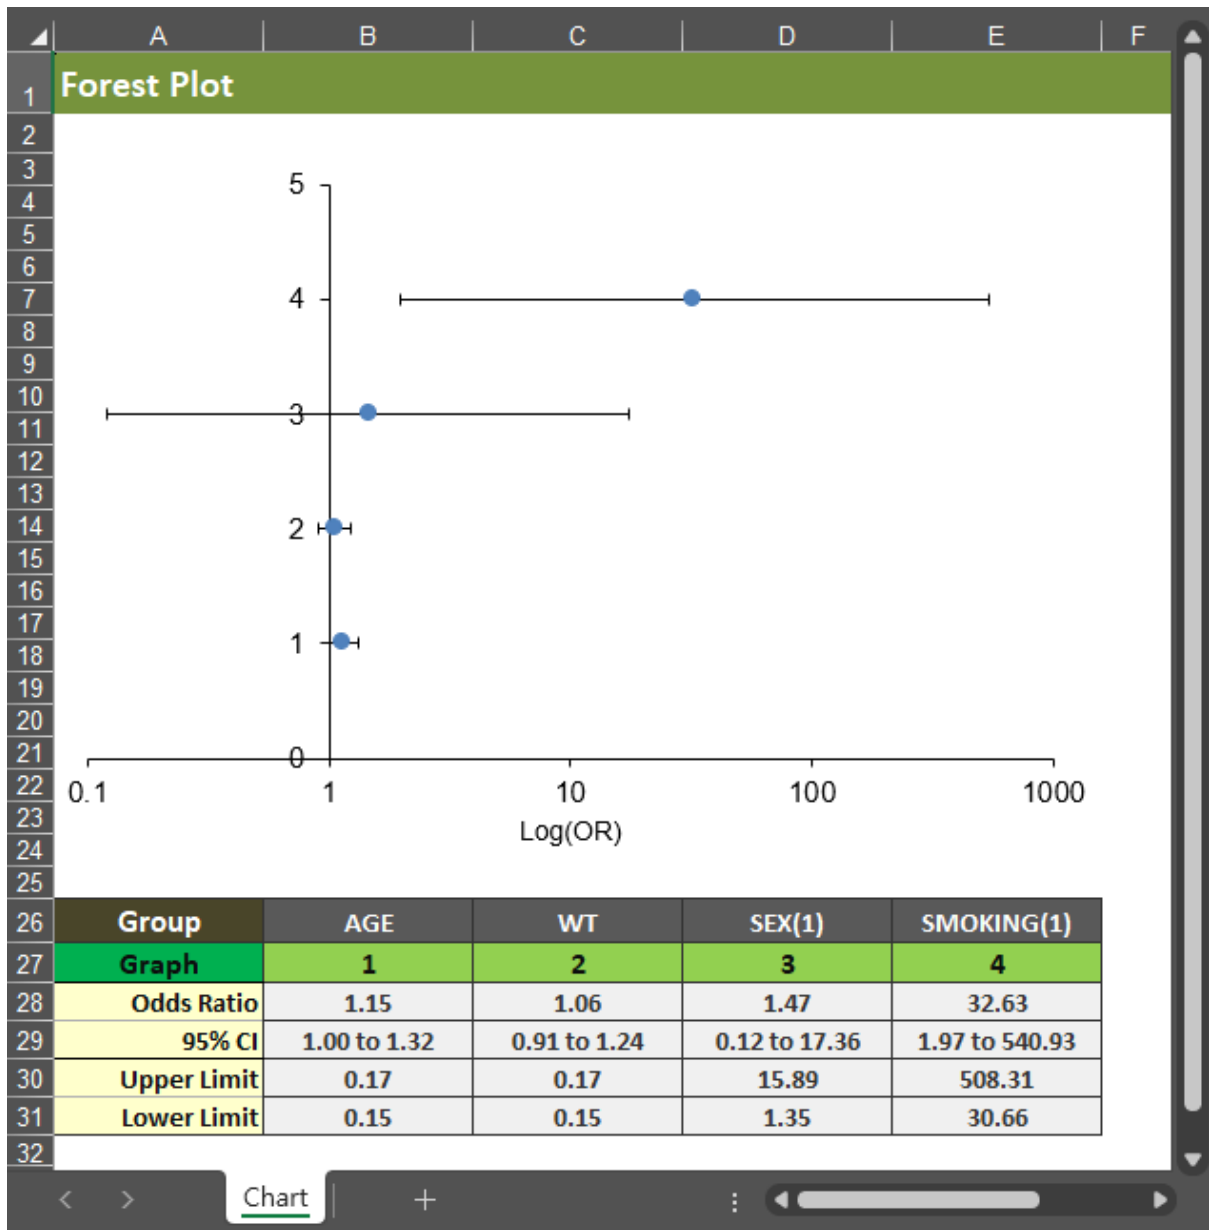 A B C D E F
1 Forest Plot
2
3
4
5
6
7
8
9
10
11
12
13
14
15
16
17
18
19
20
21
22
23
24
25
5
4
3
2
1
0
0.1 1 10 100 1000
Log(OR)
26 Group AGE WT SEX(1) SMOKING(1)
27 Graph 1 2 3 4
28 Odds Ratio 1.15 1.06 1.47 32.63
29 95% CI 1.00 to 1.32 0.91 to 1.24 0.12 to 17.36 1.97 to 540.93
30 Upper Limit 0.17 0.17 15.89 508.31
31 Lower Limit 0.15 0.15 1.35 30.66
32
Chart